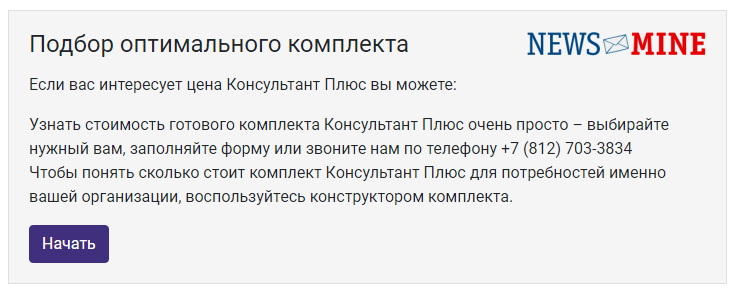 Подбор оптимального комплекта
NEWS MINE
Если вас интересует цена Консультант Плюс вы можете:
Узнать стоимость готового комплекта Консультант Плюс очень просто – выбирайте
нужный вам, заполняйте форму или звоните нам по телефону +7 (812) 703-3834
Чтобы понять сколько стоит комплект Консультант Плюс для потребностей именно
вашей организации, воспользуйтесь конструктором комплекта.
Начать